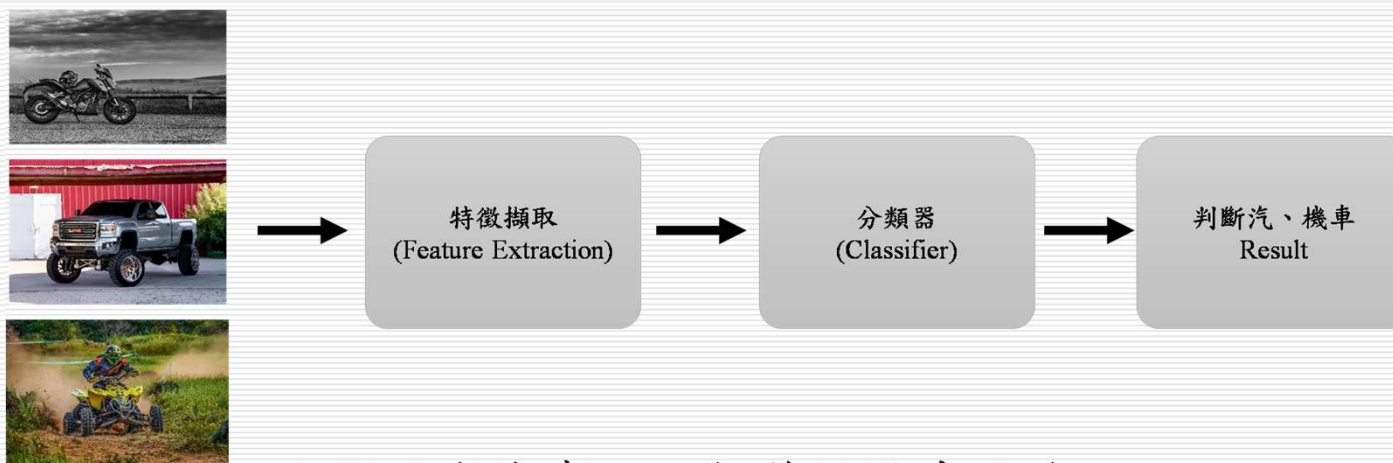 特徵擷取
(Feature Extraction)
分類器
(Classifier)
判斷汽、機車
Result